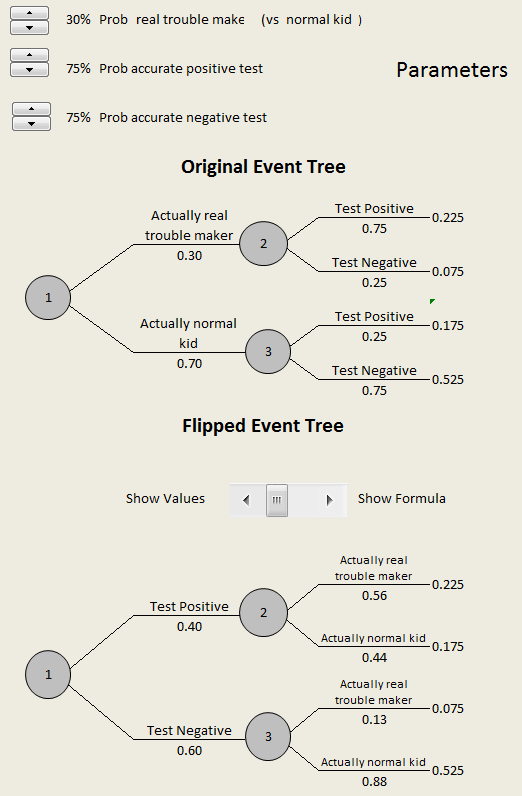 30% Prob real trouble make (vs normal kid )
75% Prob accurate positive test
Parameters
75% Prob accurate negative test
Original Event Tree
Actually real
trouble maker
0.30
Test Positive
0.75
0.225
Test Negative
0.25
0.075
Actually normal
kid
0.70
Test Positive
0.25
0.175
Test Negative
0.75
0.525
1
2
3
Flipped Event Tree
Show Values
Show Formula
Test Positive
0.40
Actually real
trouble maker
0.56
0.225
Actually normal kid
0.44
0.175
Test Negative
0.60
Actually real
trouble maker
0.13
0.075
Actually normal kid
0.88
0.525
1
2
3